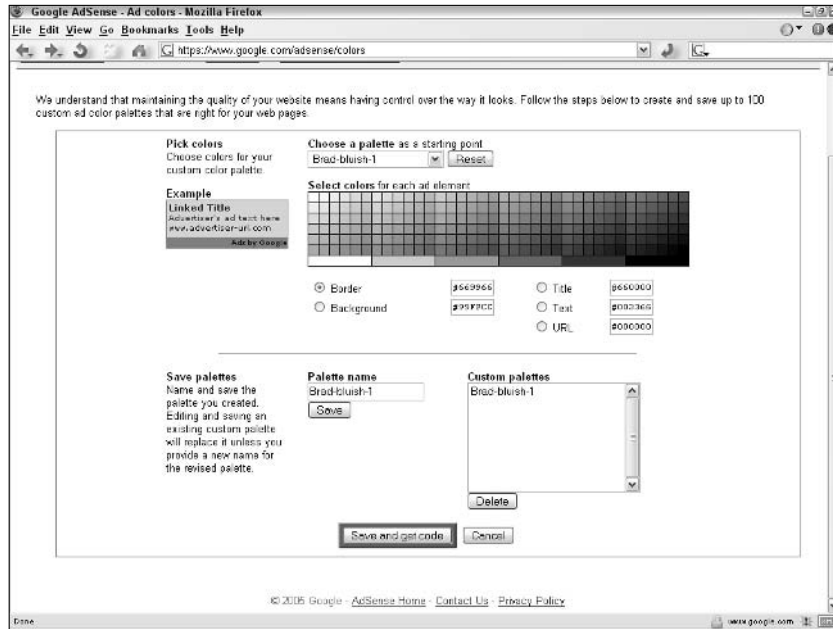 Google AdSense - Ad colors - Mozilla Firefox
File Edit View Go Bookmarks Tools Help
https://www.google.com/adsense/colors
We understand that maintaining the quality of your website means having control over the way it looks. Follow the steps below to create and save up to 100
custom ad color palettes that are right for your web pages.
Pick colors
Choose colors for your
custom color palette
Choose a palette as a starting point
Brad-bluish-1
Reset
Example
Linked Title
Advertiser's ad text here
www.advertiser-url.com
Ads by Google
Select colors for each ad element
Border
Background
#99FFCC
Title
#660000
Text
#003366
URL
#000000
Save palettes
Name and save the
palette you created.
Editing and saving an
existing custom palette
will replace it unless you
provide a new name for
the revised palette.
Palette name
Brad-bluish-1
Save
Custom palettes
Brad-bluish-1
Delete
Save and get code
Cancel
© 2005 Google - AdSense Home - Contact Us - Privacy Policy
Done
www.google.com